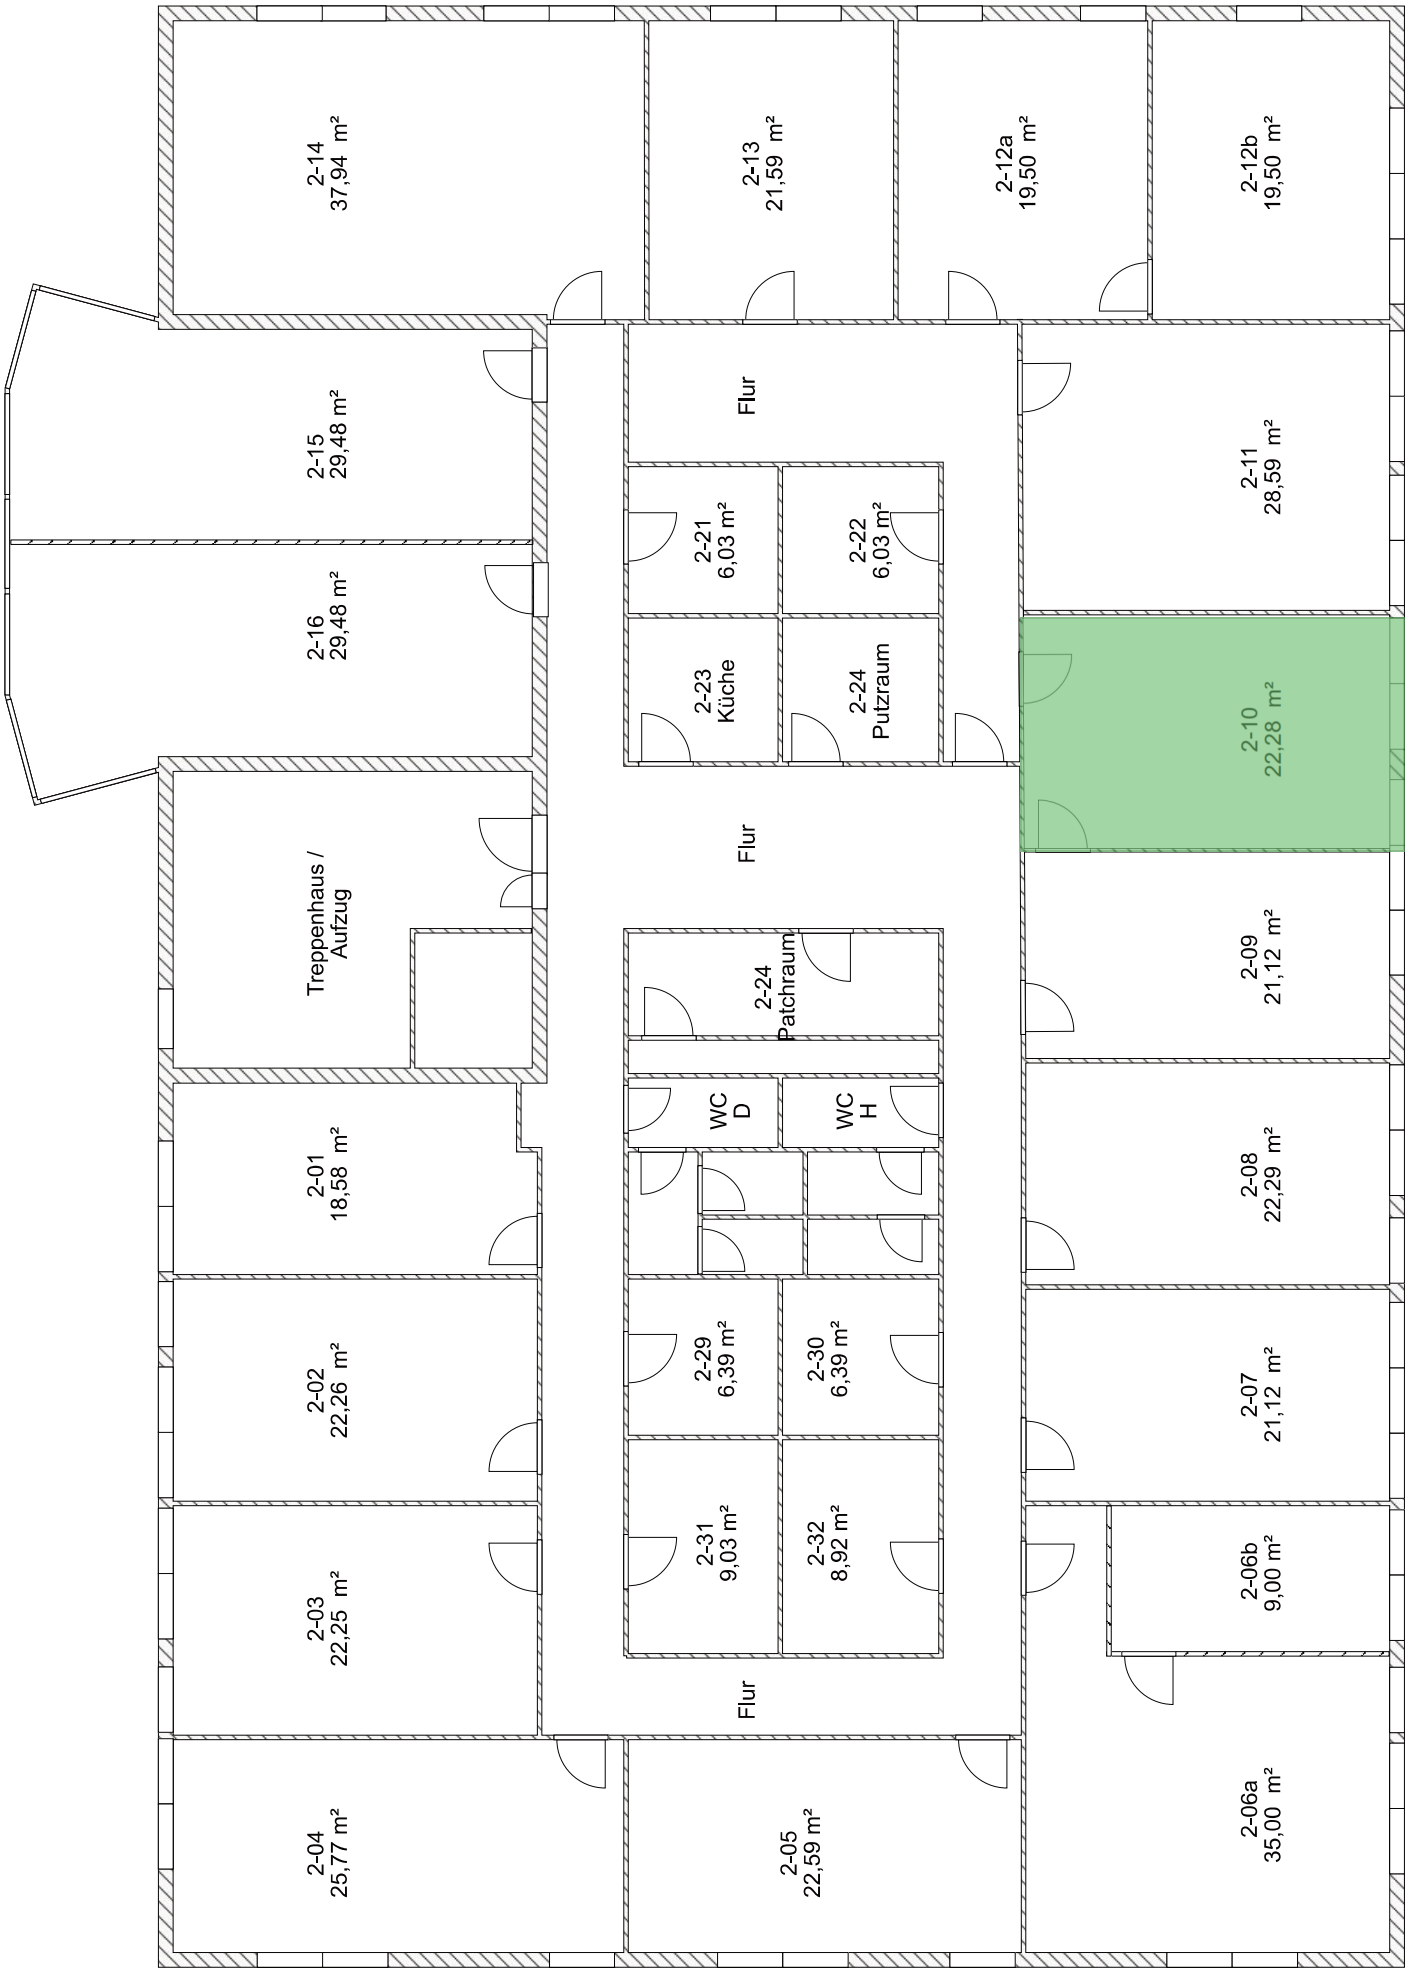 2-14
37,94 m²
2-13
21,59 m²
2-12a
19,50 m²
2-12b
19,50 m²
2-15
29,48 m²
Flur
2-11
28,59 m²
2-21
6,03 m²
2-22
6,03 m²
2-16
29,48 m²
2-23
Küche
2-24
Putzraum
2-10
22,28 m²
Treppenhaus /
Aufzug
Flur
2-24
Patchraum
2-09
21,12 m²
2-01
18,58 m²
WC
D
WC
H
2-08
22,29 m²
2-02
22,26 m²
2-29
6,39 m²
2-30
6,39 m²
2-07
21,12 m²
2-03
22,25 m²
2-31
9,03 m²
2-32
8,92 m²
2-06b
9,00 m²
Flur
2-04
25,77 m²
2-05
22,59 m²
2-06a
35,00 m²